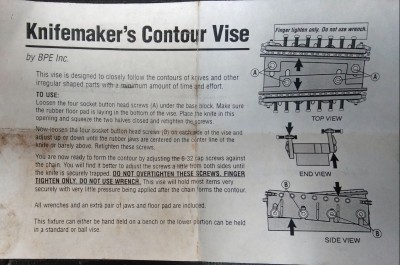 Knifemaker's Contour Vise
by BPE Inc.
This vise is designed to closely follow the contours of knives and other
irregular shaped parts with a maximum amount of time and effort.
TO USE:
Loosen the four socket button head screws (A) under the base block. Make sure
the rubber floor pad is laying in the bottom of the vise. Place the knife in this
opening and squeeze the two halves closed and retighten the screws.
Now loosen the four socket button head screw (B) on each side of the vise and
adjust up or down until the rubber jaws are centered on the center line of the
knife or barely above. Retighten these screws.
You are now ready to form the contour by adjusting the 6-32 cap screws against
the chain. You will find it better to adjust the screws a little from both sides until
the knife is securely trapped. DO NOT OVERTIGHTEN THESE SCREWS. FINGER
TIGHTEN ONLY. DO NOT USE WRENCH. This vise will hold most items very
securely with very little pressure being applied after the chain forms the contour.
All wrenches and an extra pair of jaws and floor pad are included.
This fixture can either be hand held on a bench or the lower portion can be held
in a standard or ball vise.
Finger tighten only. Do not use wrench.
A
A
TOP VIEW
END VIEW
B
B
SIDE VIEW